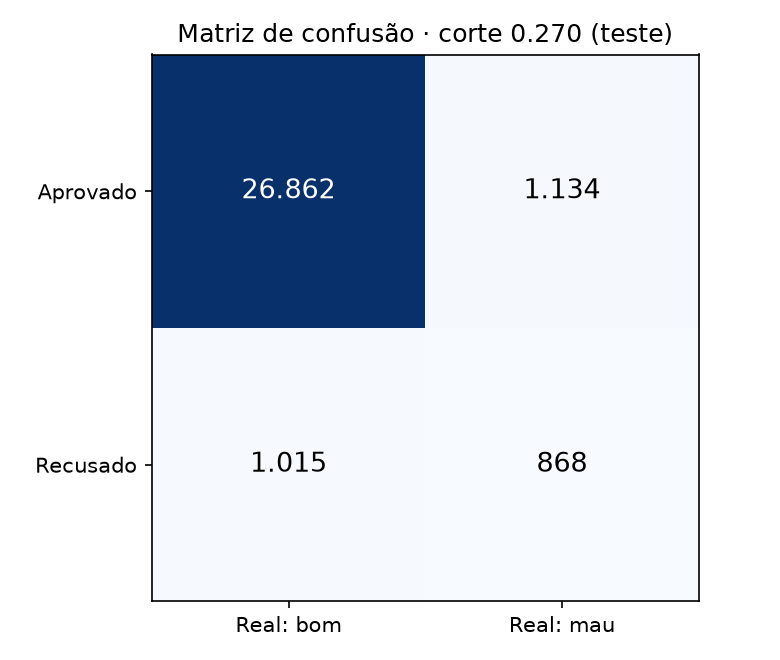 Matriz de confusão · corte 0.270 (teste)
Aprovado
26.862
1.134
Recusado
1.015
868
Real: bom
Real: mau